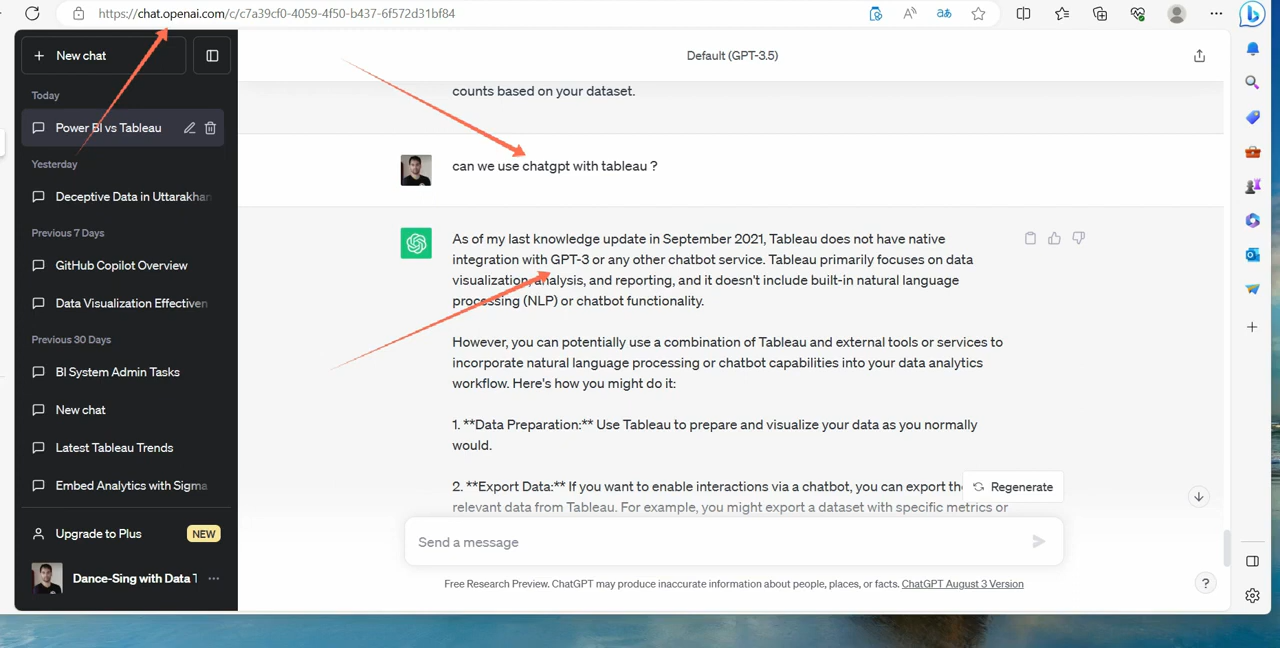 https://chat.openai.com/c/c7a39cf0-4059-4f50-b437-6f572d31bf84
New chat
Today
Power BI vs Tableau
Yesterday
Deceptive Data in Uttarakhan
Previous 7 Days
GitHub Copilot Overview
Data Visualization Effectiven
Previous 30 Days
BI System Admin Tasks
New chat
Latest Tableau Trends
Embed Analytics with Sigma
Upgrade to Plus NEW
Dance-Sing with Data T
Default (GPT-3.5)
counts based on your dataset.
can we use chatgpt with tableau ?
As of my last knowledge update in September 2021, Tableau does not have native
integration with GPT-3 or any other chatbot service. Tableau primarily focuses on data
visualization, analysis, and reporting, and it doesn't include built-in natural language
processing (NLP) or chatbot functionality.
However, you can potentially use a combination of Tableau and external tools or services to
incorporate natural language processing or chatbot capabilities into your data analytics
workflow. Here's how you might do it:
1. **Data Preparation:** Use Tableau to prepare and visualize your data as you normally
would.
2. **Export Data:** If you want to enable interactions via a chatbot, you can export the
relevant data from Tableau. For example, you might export a dataset with specific metrics or
Regenerate
Send a message
Free Research Preview. ChatGPT may produce inaccurate information about people, places, or facts. ChatGPT August 3 Version
?